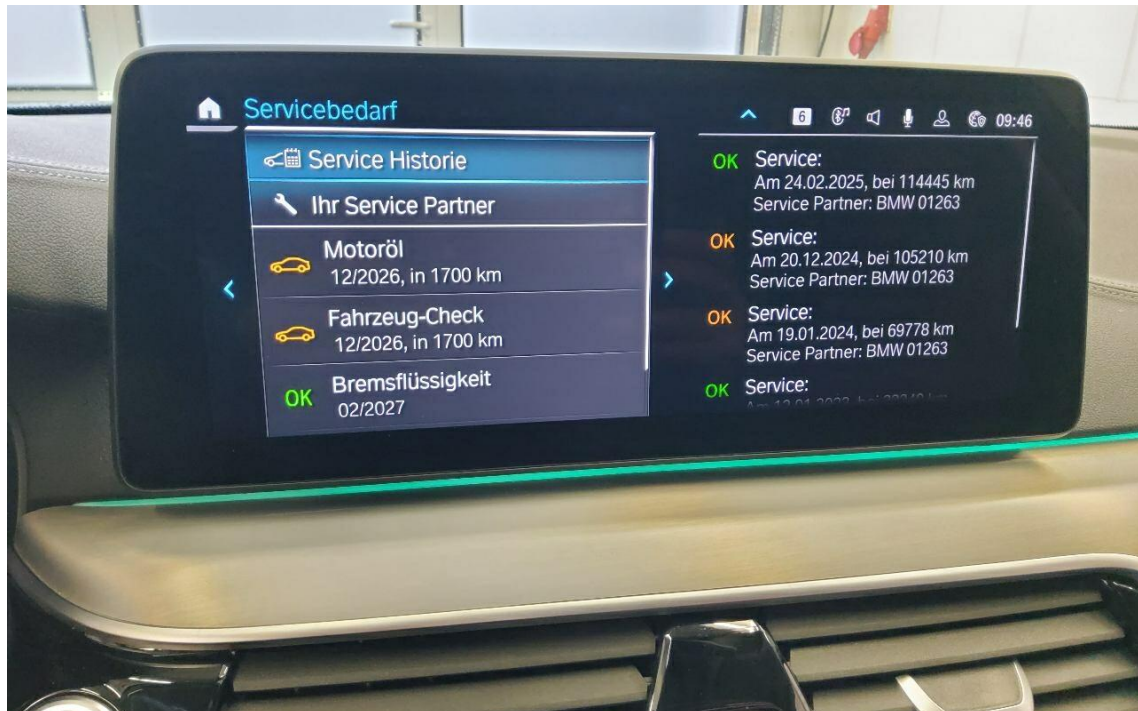 Servicebedarf
6
09:46
Service Historie
Ihr Service Partner
Motoröl
12/2026, in 1700 km
Fahrzeug-Check
12/2026, in 1700 km
OK
Bremsflüssigkeit
02/2027
OK Service:
Am 24.02.2025, bei 114445 km
Service Partner: BMW 01263
OK Service:
Am 20.12.2024, bei 105210 km
Service Partner: BMW 01263
OK Service:
Am 19.01.2024, bei 69778 km
Service Partner: BMW 01263
OK Service: